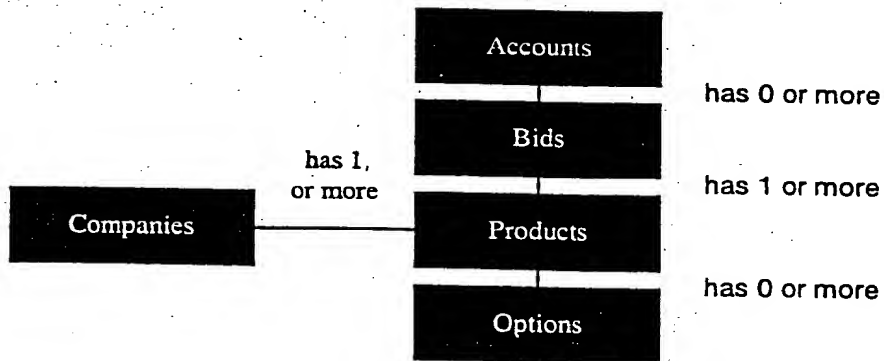 Accounts
has 0 or more
Bids
has 1,
or more
has 1 or more
Companies
Products
has 0 or more
Options